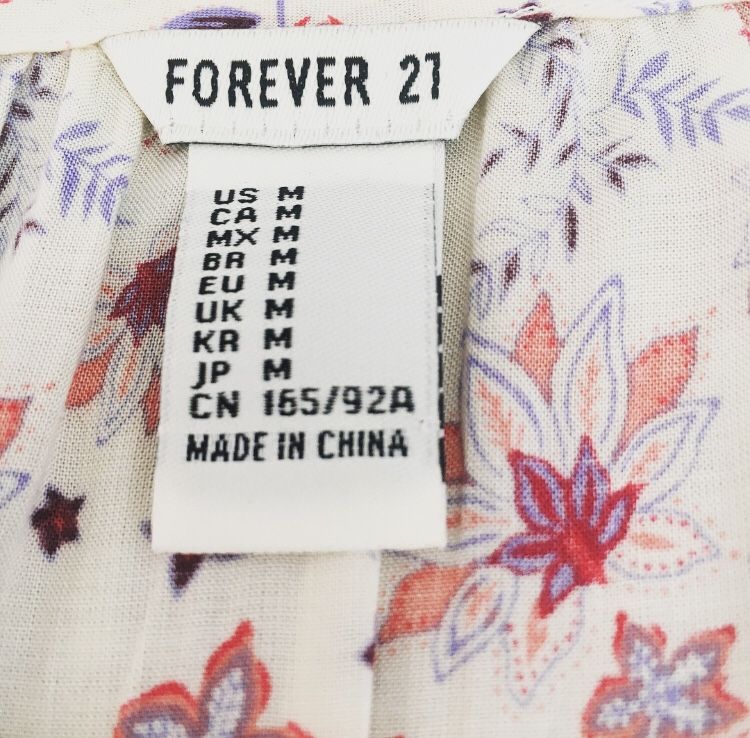 FOREVER 21
US M
CA M
MX M
BR M
EU M
UK M
KR M
JP M
CN 165/92A
MADE IN CHINA